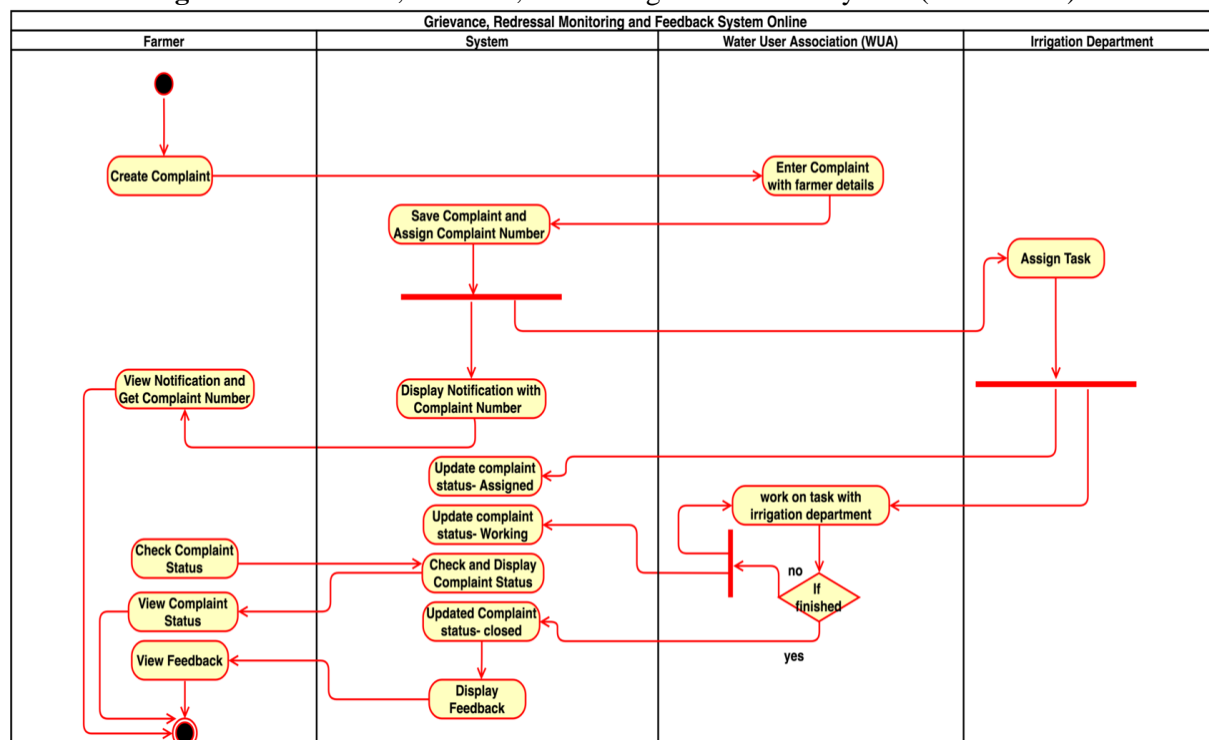 Grievance, Redressal Monitoring and Feedback System Online
Farmer
System
Water User Association (WUA)
Irrigation Department
Create Complaint
Enter Complaint
with farmer details
Save Complaint and
Assign Complaint Number
Assign Task
View Notification and
Get Complaint Number
Display Notification with
Complaint Number
Update complaint
status- Assigned
work on task with
irrigation department
Update complaint
status- Working
Check Complaint
Status
Check and Display
Complaint Status
no
If
finished
View Complaint
Status
Updated Complaint
status- closed
yes
View Feedback
Display
Feedback